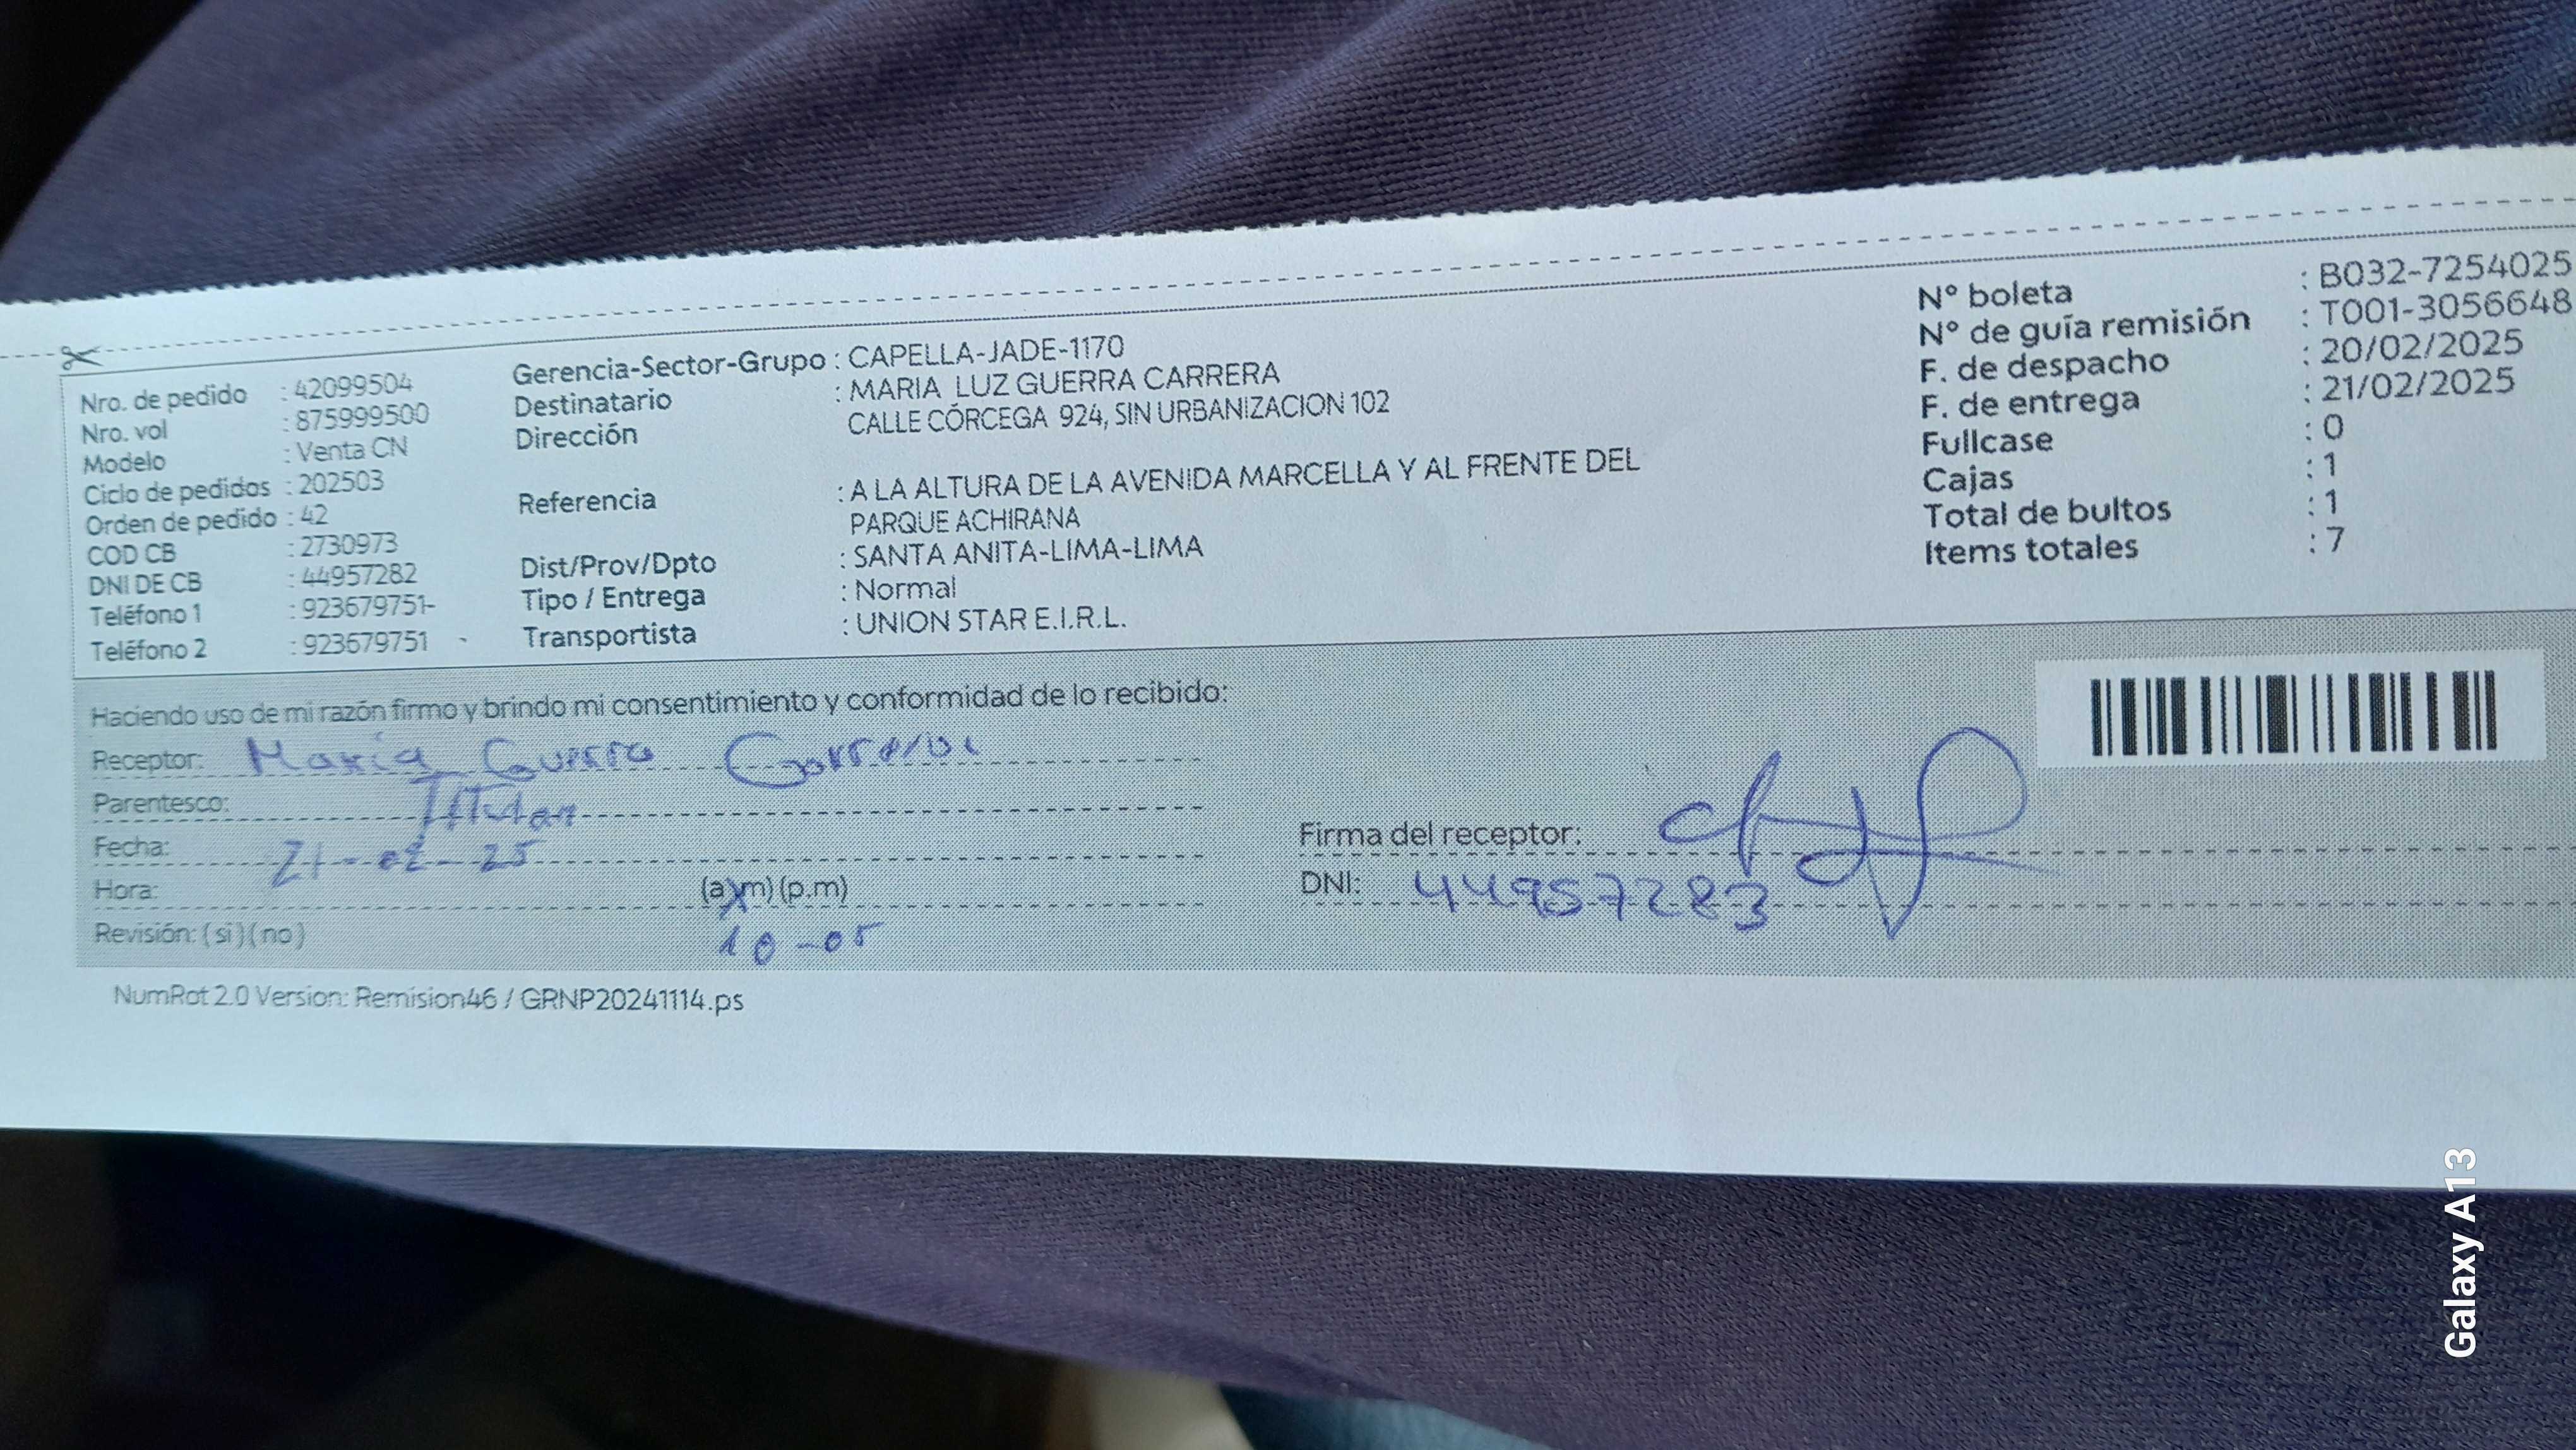 Nro. de pedido : 42099504
Nro. vol : 875999500
Modelo : Venta CN
Ciclo de pedidos : 202503
Orden de pedido : 42
COD CB : 2730973
DNI DE CB : 44957282
Teléfono 1 : 923679751-
Teléfono 2 : 923679751 -
Gerencia-Sector-Grupo : CAPELLA-JADE-1170
Destinatario : MARIA LUZ GUERRA CARRERA
Dirección CALLE CÓRCEGA 924, SIN URBANIZACION 102
Referencia : A LA ALTURA DE LA AVENIDA MARCELLA Y AL FRENTE DEL
PARQUE ACHIRANA
Dist/Prov/Dpto : SANTA ANITA-LIMA-LIMA
Tipo / Entrega : Normal
Transportista : UNION STAR E.I.R.L.
N° boleta : B032-7254025
N° de guía remisión : T001-3056648
F. de despacho : 20/02/2025
F. de entrega : 21/02/2025
Fullcase : 0
Cajas : 1
Total de bultos : 1
Items totales : 7
Haciendo uso de mi razón firmo y brindo mi consentimiento y conformidad de lo recibido:
Receptor: Maria Guerra Carrera
Parentesco: Titular
Fecha: 21-02-25
Hora: (a.m) (p.m)
10-05
Revisión: (si) (no)
Firma del receptor:
DNI: 44957283
NumRot 2.0 Version: Remision46 / GRNP20241114.ps
Galaxy A13